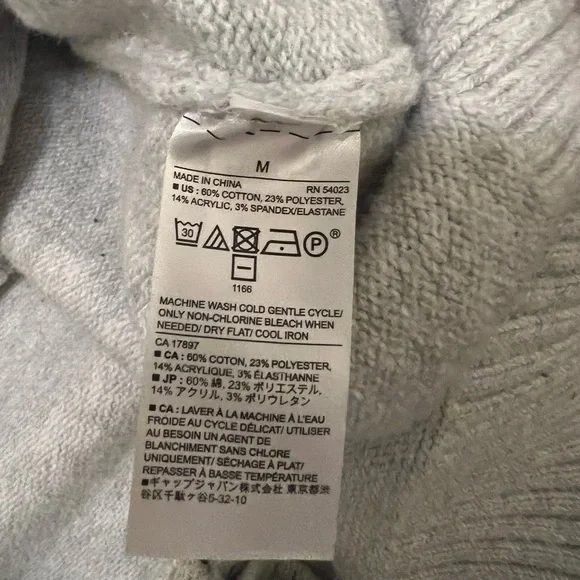 M
MADE IN CHINA RN 54023
■ US : 60% COTTON, 23% POLYESTER,
14% ACRYLIC, 3% SPANDEX/ELASTANE
30 P®
1166
MACHINE WASH COLD GENTLE CYCLE/
ONLY NON-CHLORINE BLEACH WHEN
NEEDED/ DRY FLAT/ COOL IRON
CA 17897
■ CA : 60% COTTON, 23% POLYESTER,
14% ACRYLIQUE, 3% ÉLASTHANNE
■ JP : 60% 綿, 23% ポリエステル,
14% アクリル, 3% ポリウレタン
■ CA : LAVER À LA MACHINE À L'EAU
FROIDE AU CYCLE DÉLICAT/ UTILISER
AU BESOIN UN AGENT DE
BLANCHIMENT SANS CHLORE
UNIQUEMENT/ SÉCHAGE À PLAT/
REPASSER À BASSE TEMPÉRATURE
■ギャップジャパン株式会社 東京都渋
谷区千駄ヶ谷5-32-10